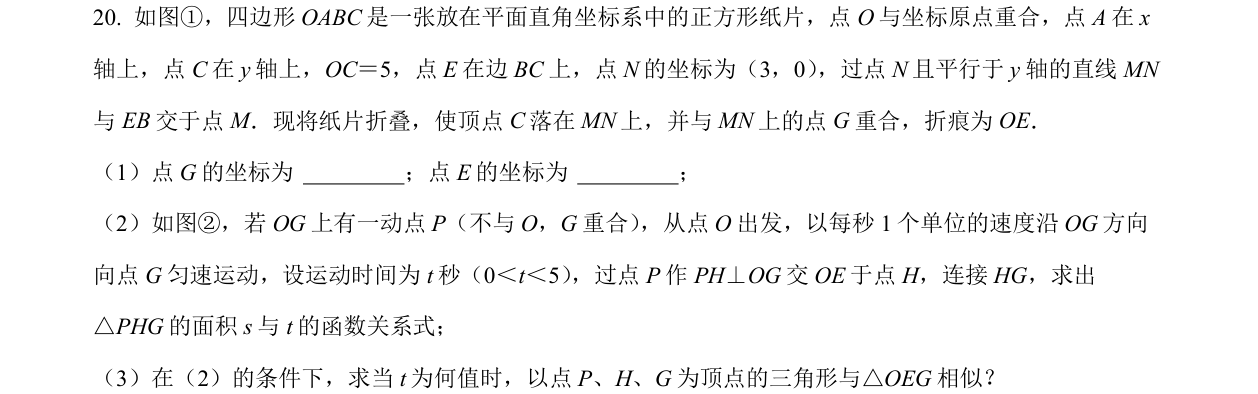 20. 如图①，四边形 OABC 是一张放在平面直角坐标系中的正方形纸片，点 O 与坐标原点重合，点 A 在 x
轴上，点 C 在 y 轴上，OC＝5，点 E 在边 BC 上，点 N 的坐标为（3，0），过点 N 且平行于 y 轴的直线 MN
与 EB 交于点 M．现将纸片折叠，使顶点 C 落在 MN 上，并与 MN 上的点 G 重合，折痕为 OE．
（1）点 G 的坐标为 ________；点 E 的坐标为 ________；
（2）如图②，若 OG 上有一动点 P（不与 O，G 重合），从点 O 出发，以每秒 1 个单位的速度沿 OG 方向
向点 G 匀速运动，设运动时间为 t 秒（0＜t＜5），过点 P 作 PH⊥OG 交 OE 于点 H，连接 HG，求出
△PHG 的面积 s 与 t 的函数关系式；
（3）在（2）的条件下，求当 t 为何值时，以点 P、H、G 为顶点的三角形与△OEG 相似？